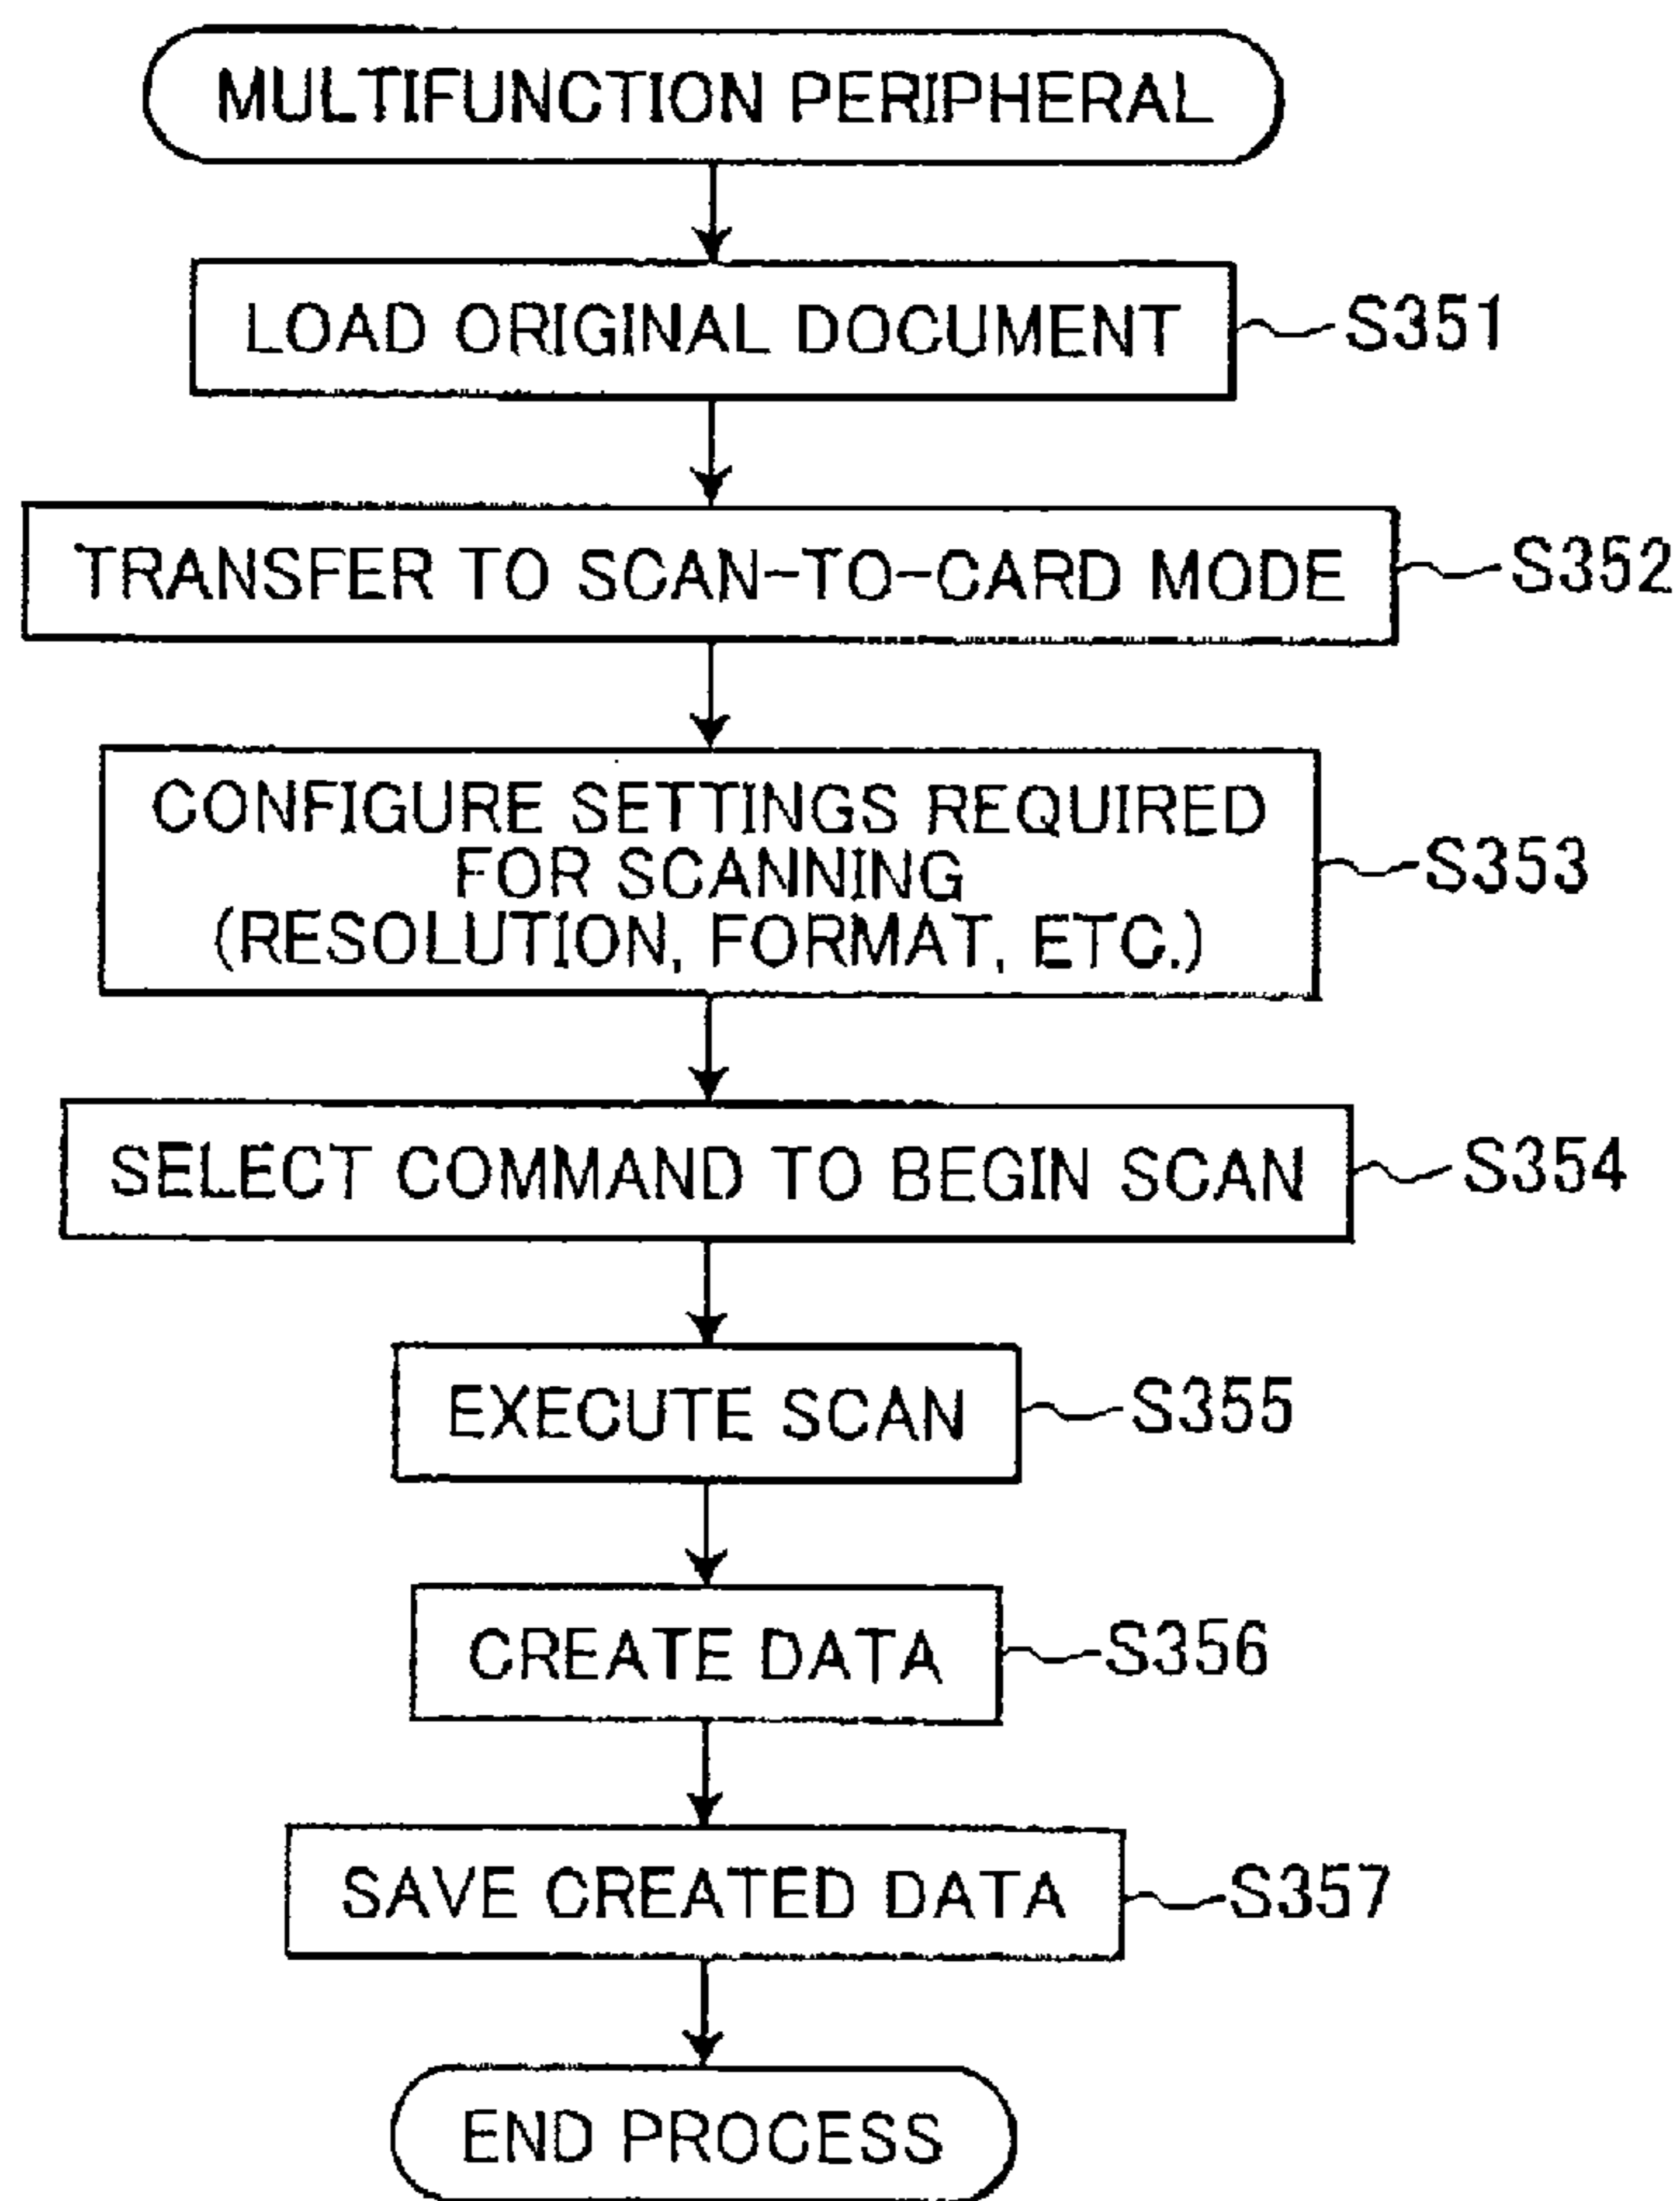 MULTIFUNCTION PERIPHERAL
LOAD ORIGINAL DOCUMENT
S351
TRANSFER TO SCAN-TO-CARD MODE
S352
CONFIGURE SETTINGS REQUIRED
FOR SCANNING
(RESOLUTION, FORMAT, ETC.)
S353
SELECT COMMAND TO BEGIN SCAN
S354
EXECUTE SCAN
S355
CREATE DATA
S356
SAVE CREATED DATA
S357
END PROCESS